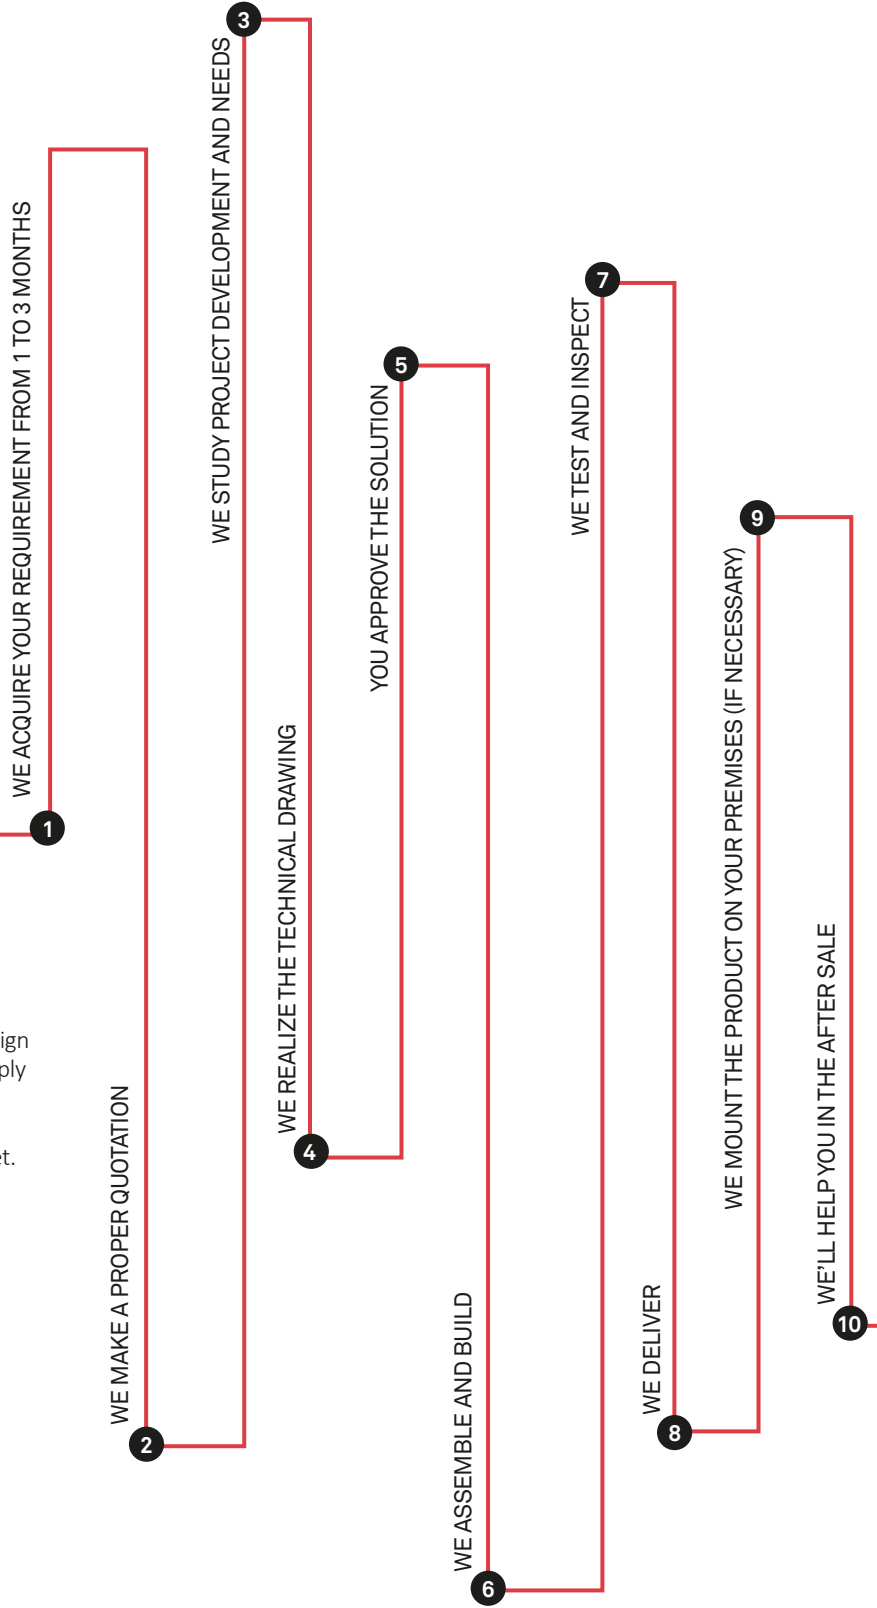 1
WE ACQUIRE YOUR REQUIREMENT FROM 1 TO 3 MONTHS
2
WE MAKE A PROPER QUOTATION
3
WE STUDY PROJECT DEVELOPMENT AND NEEDS
4
WE REALIZE THE TECHNICAL DRAWING
5
YOU APPROVE THE SOLUTION
6
WE ASSEMBLE AND BUILD
7
WE TEST AND INSPECT
8
WE DELIVER
9
WE MOUNT THE PRODUCT ON YOUR PREMISES (IF NECESSARY)
10
WE'LL HELP YOU IN THE AFTER SALE
ign
ply
t.